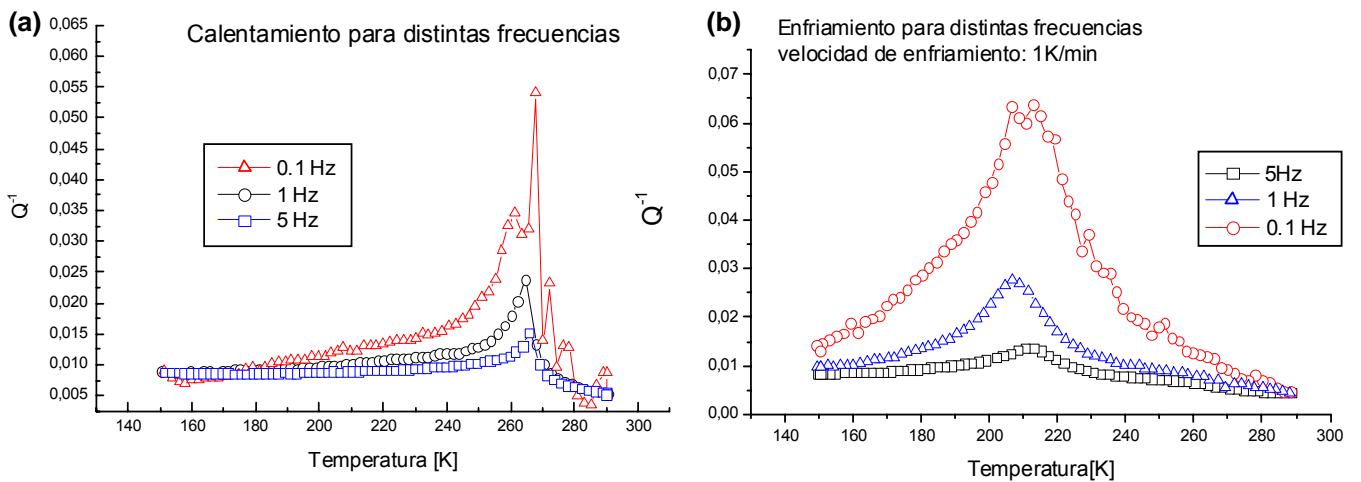 (a)
Calentamiento para distintas frecuencias
0,065
0,060
0,055
0,050
0,045
0,040
0,035
0,030
0,025
0,020
0,015
0,010
0,005
Q⁻¹
0.1 Hz
1 Hz
5 Hz
140 160 180 200 220 240 260 280 300
Temperatura [K]
(b)
Enfriamiento para distintas frecuencias
velocidad de enfriamiento: 1K/min
0,07
0,06
0,05
0,04
0,03
0,02
0,01
0,00
Q⁻¹
5Hz
1 Hz
0.1 Hz
140 160 180 200 220 240 260 280 300
Temperatura[K]